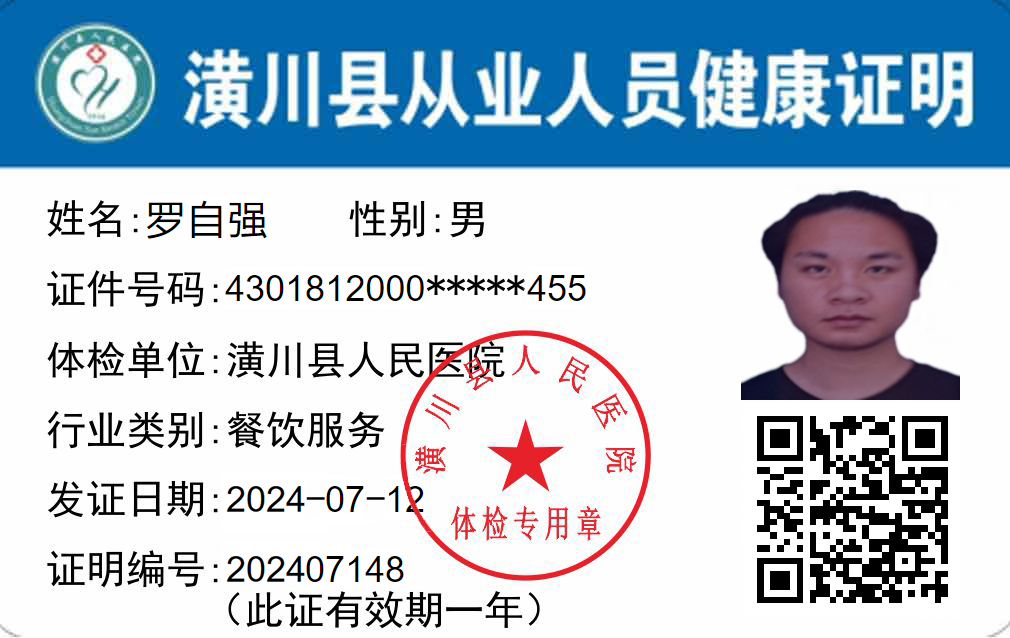 潢川县从业人员健康证明
姓名:罗自强 性别:男
证件号码:4301812000*****455
体检单位:潢川县人民医院
行业类别:餐饮服务
发证日期:2024-07-12
证明编号:202407148
(此证有效期一年)
潢川县人民医院
体检专用章